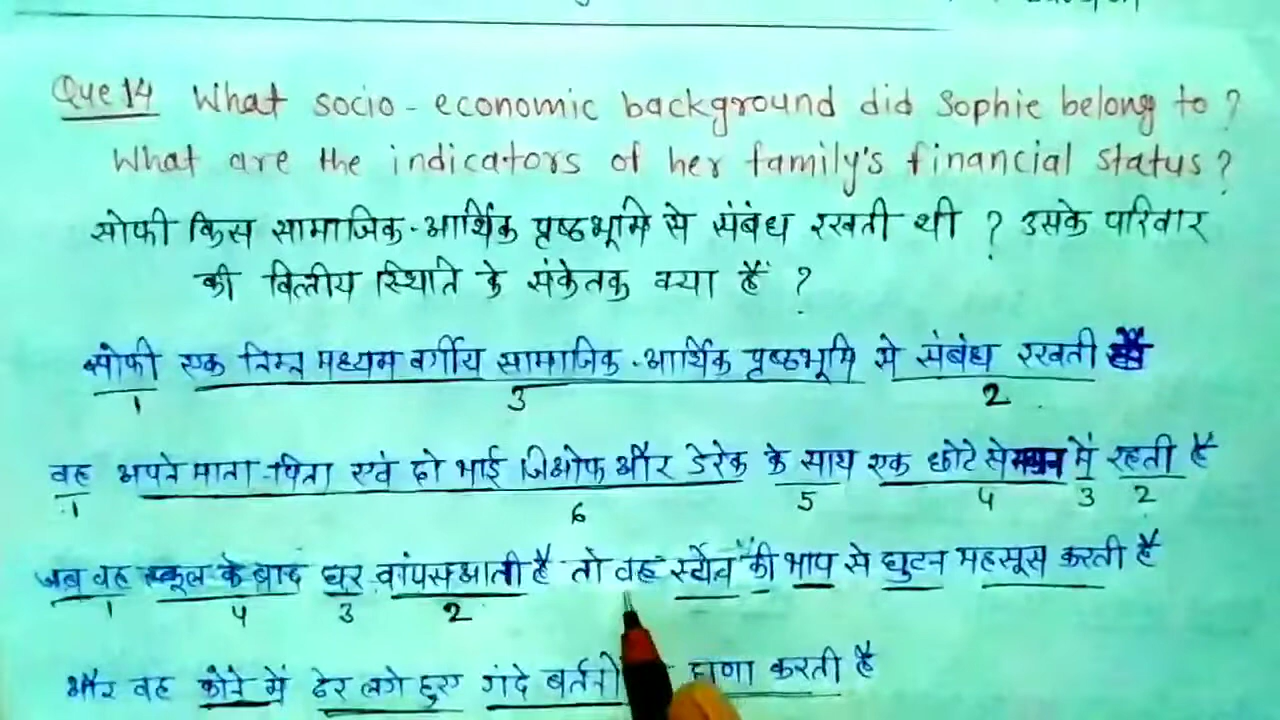 Que 14 What socio-economic background did Sophie belong to?
What are the indicators of her family's financial status?
सोफी किस सामाजिक-आर्थिक पृष्ठभूमि से संबंध रखती थी ? उसके परिवार
की वित्तीय स्थिति के संकेतक क्या हैं ?
सोफी एक निम्न मध्यम वर्गीय सामाजिक-आर्थिक पृष्ठभूमि से संबंध रखती
1 3 2
वह अपने माता-पिता एवं दो भाई जिओफ और डेरेक के साथ एक छोटे से मकान में रहती है
1 6 5 4 3 2
जब वह स्कूल के बाद घर वापस आती है तो वह स्टोव की भाप से घुटन महसूस करती है
1 4 3 2
और वह कोने में ढेर लगे हुए गंदे बर्तनों घृणा करती है